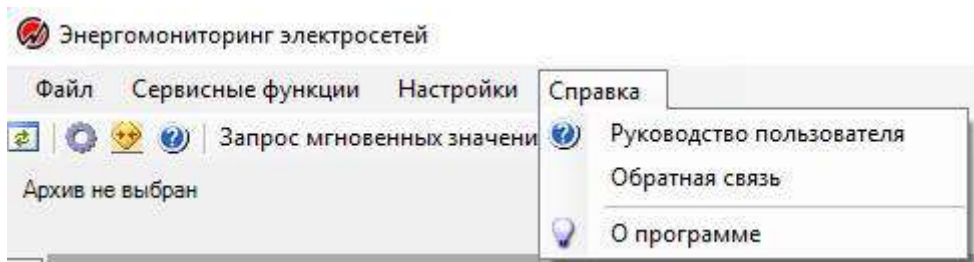 Энергомониторинг электросетей
Файл Сервисные функции Настройки Справка
Запрос мгновенных значени Руководство пользователя
Архив не выбран Обратная связь
О программе